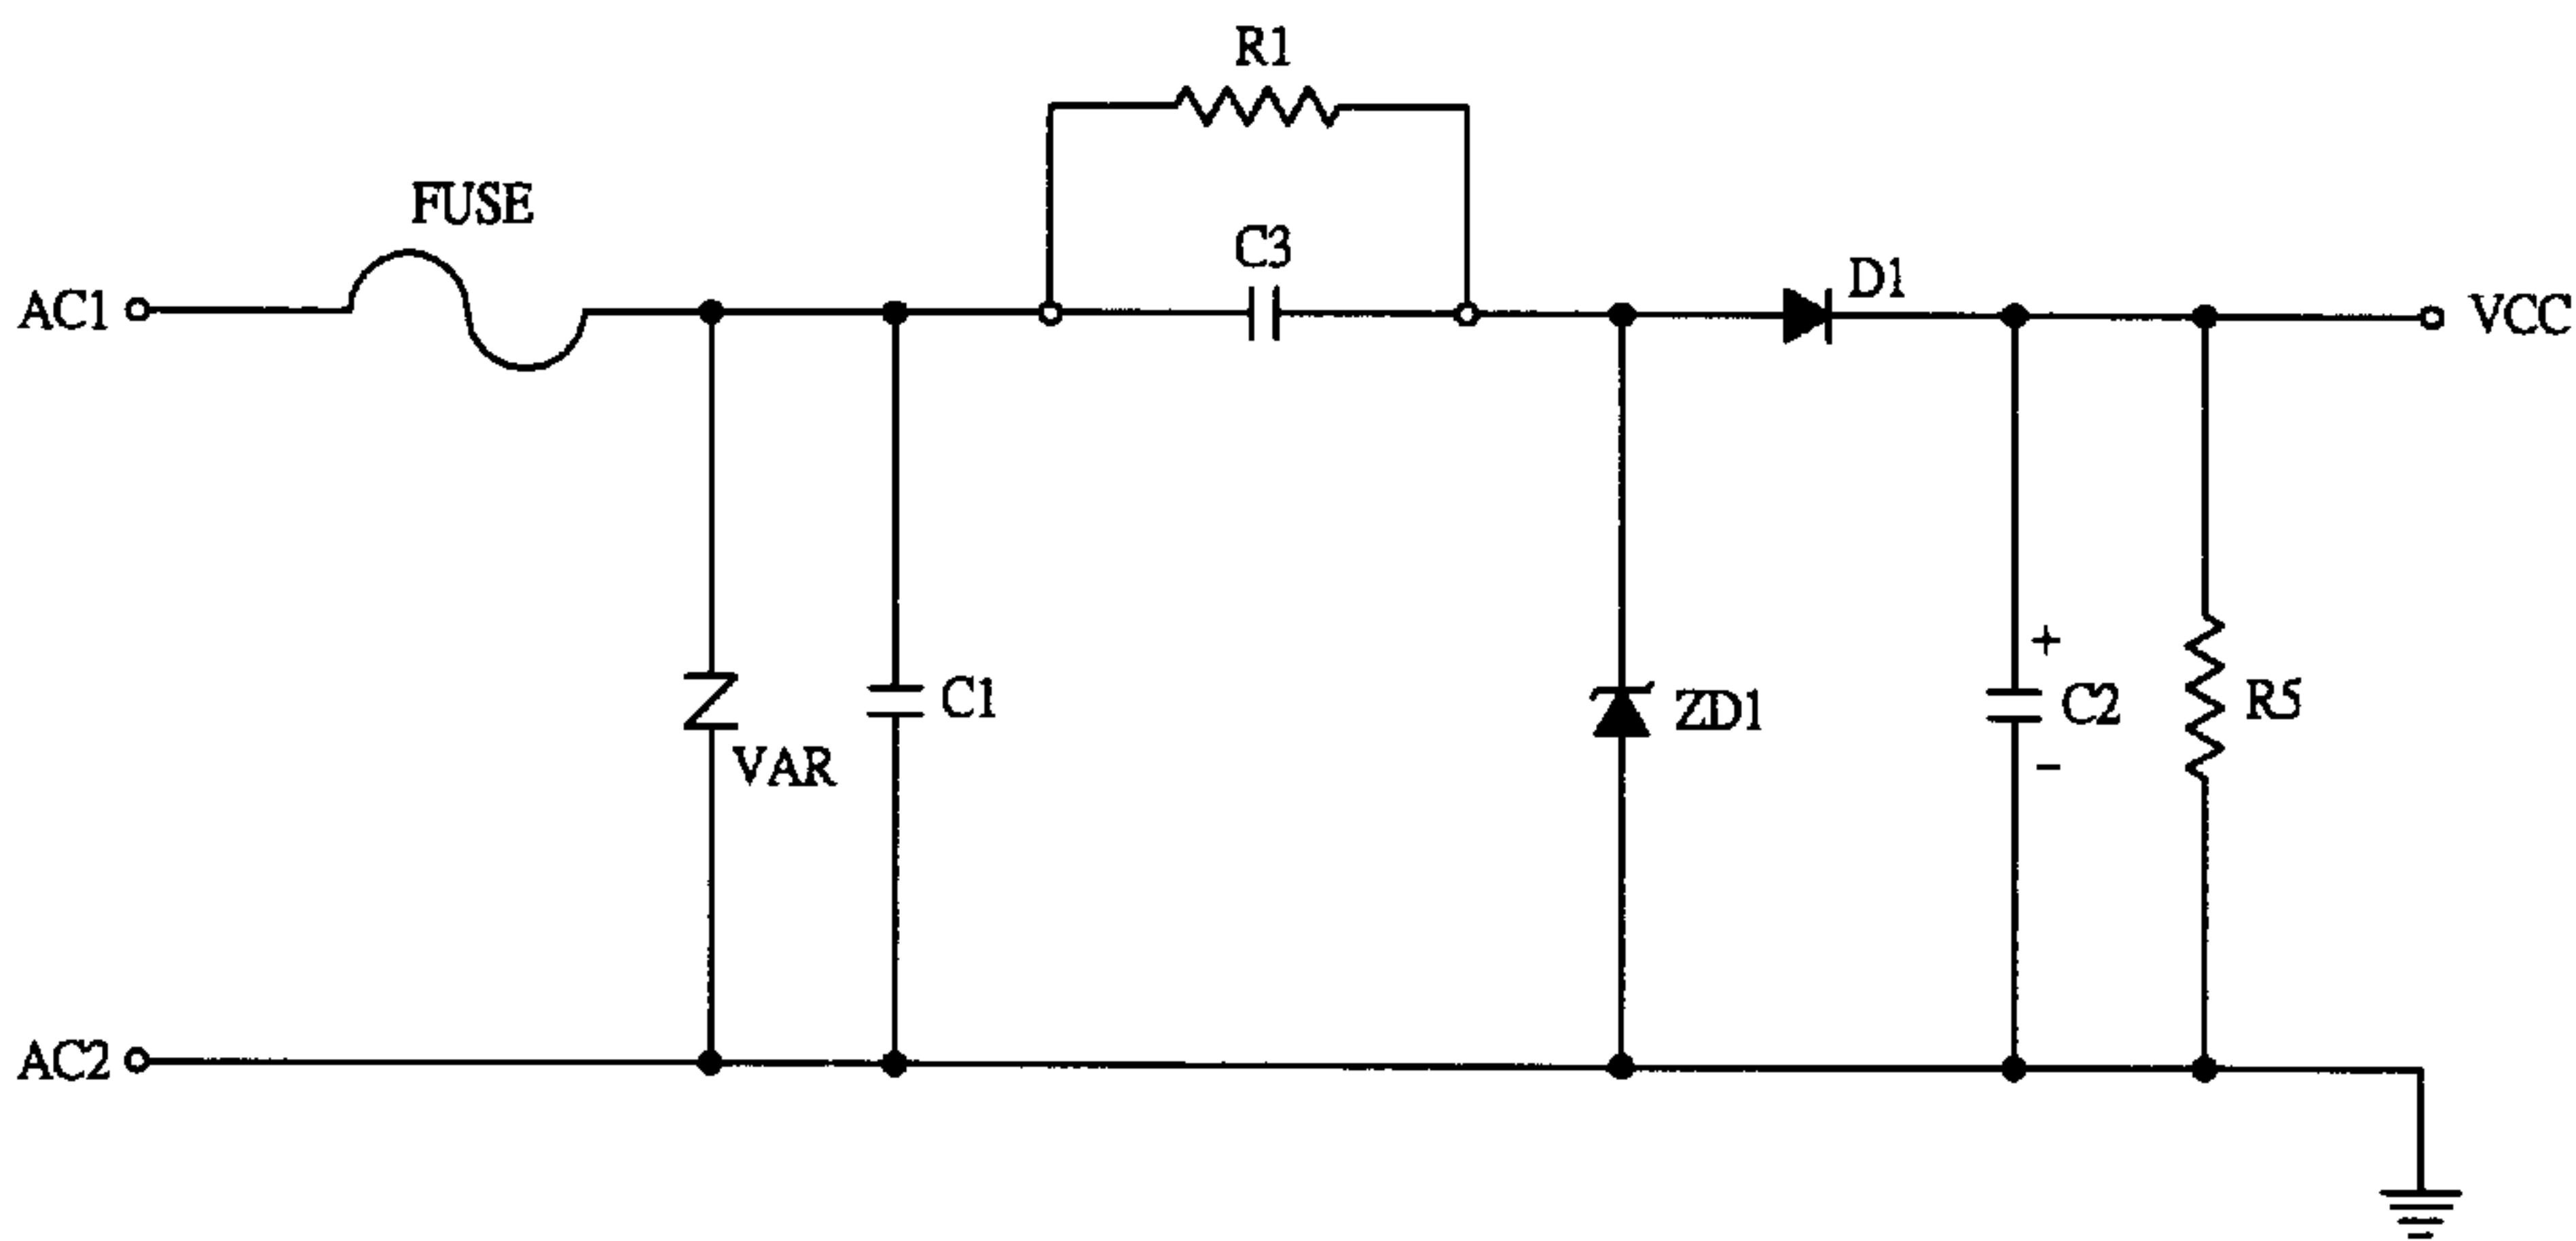 R1
FUSE
C3
D1
AC1
VCC
+
C1
C2
R5
ZD1
VAR
−
AC2